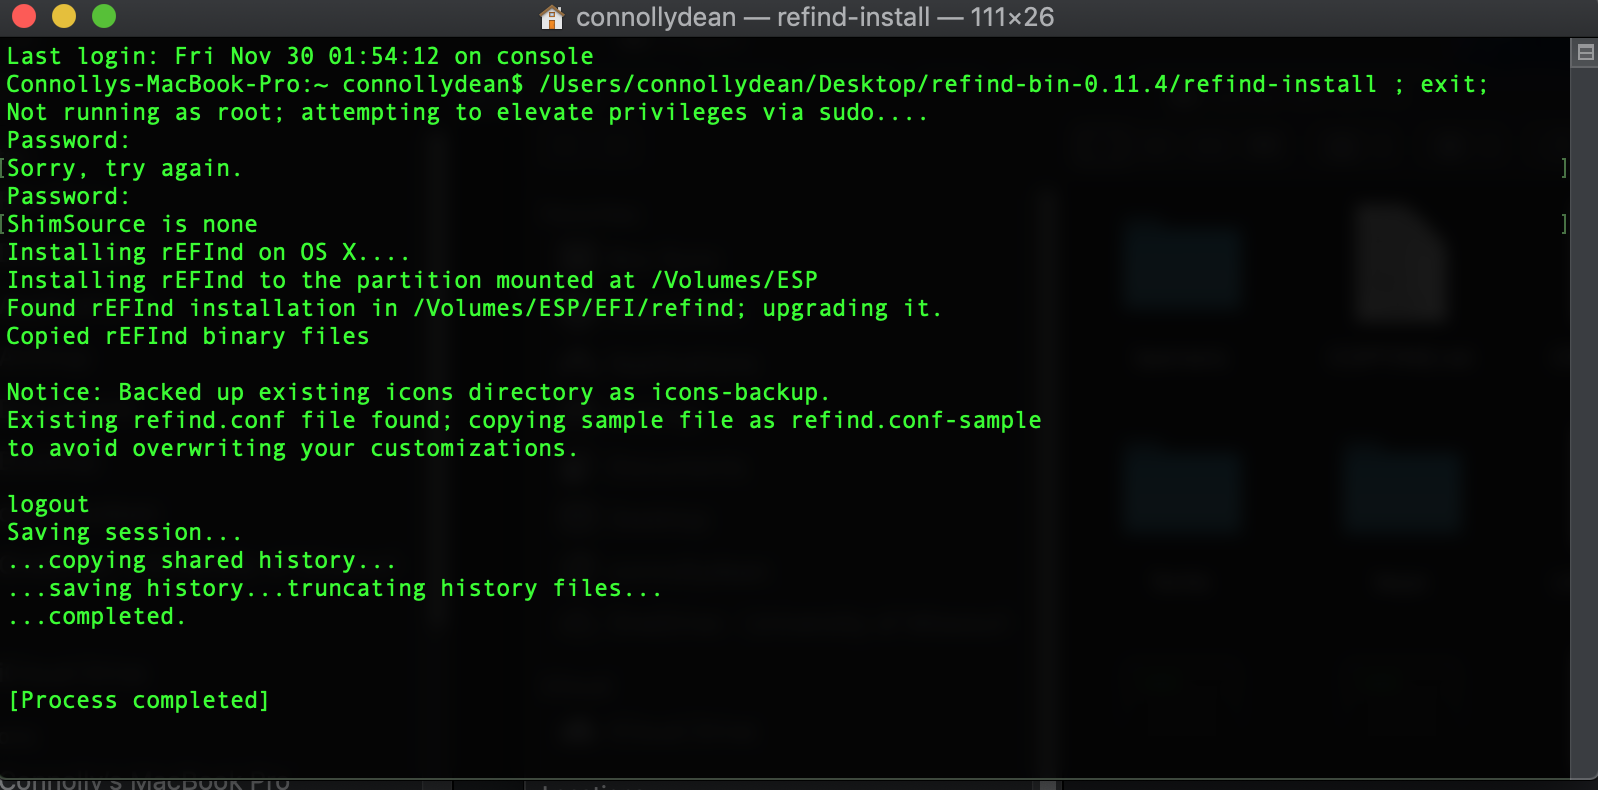 connollydean — refind-install — 111×26
Last login: Fri Nov 30 01:54:12 on console
Connollys-MacBook-Pro:~ connollydean$ /Users/connollydean/Desktop/refind-bin-0.11.4/refind-install ; exit;
Not running as root; attempting to elevate privileges via sudo....
Password:
[Sorry, try again. ]
Password:
[ShimSource is none ]
Installing rEFInd on OS X....
Installing rEFInd to the partition mounted at /Volumes/ESP
Found rEFInd installation in /Volumes/ESP/EFI/refind; upgrading it.
Copied rEFInd binary files
Notice: Backed up existing icons directory as icons-backup.
Existing refind.conf file found; copying sample file as refind.conf-sample
to avoid overwriting your customizations.
logout
Saving session...
...copying shared history...
...saving history...truncating history files...
...completed.
[Process completed]
Connolly's MacBook Pro